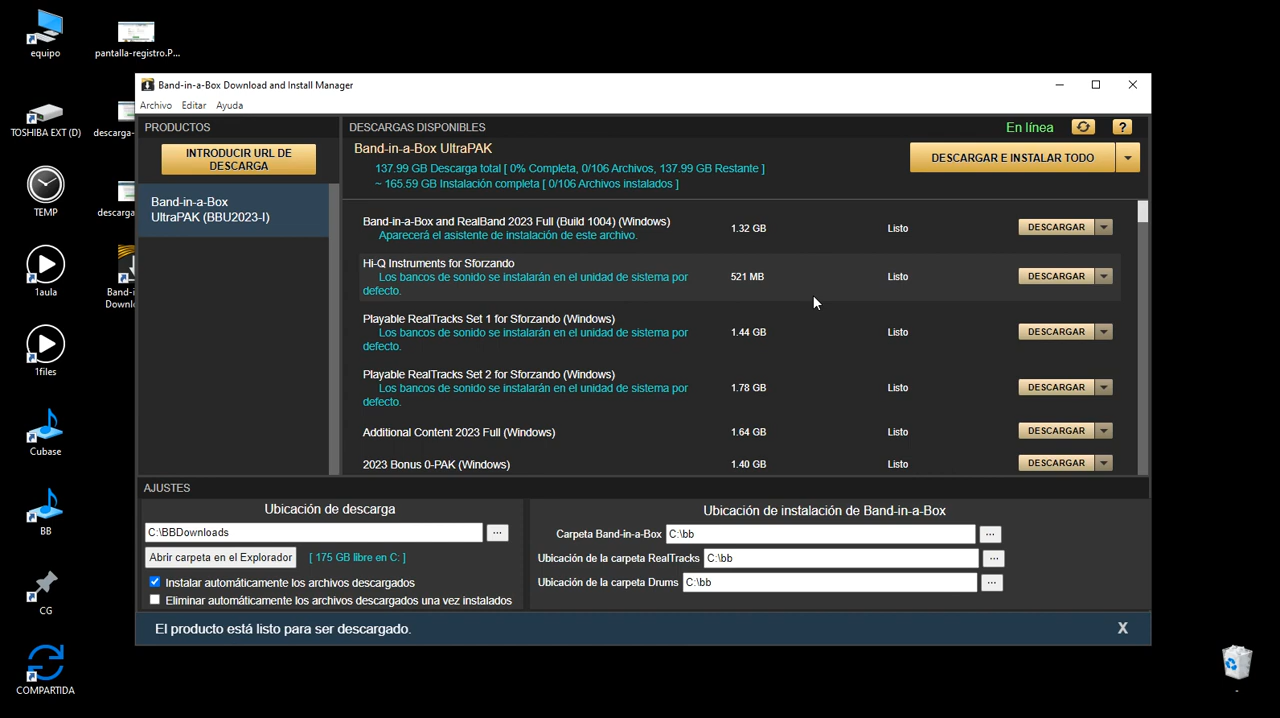 equipo
pantalla-registro.P...
TOSHIBA EXT (D)
descarga-
TEMP
descarga
1aula
Band-i
Downl
1files
Cubase
BB
CG
COMPARTIDA
Band-in-a-Box Download and Install Manager
Archivo Editar Ayuda
PRODUCTOS
INTRODUCIR URL DE
DESCARGA
Band-in-a-Box
UltraPAK (BBU2023-I)
DESCARGAS DISPONIBLES
En línea
?
Band-in-a-Box UltraPAK
137.99 GB Descarga total [ 0% Completa, 0/106 Archivos, 137.99 GB Restante ]
~ 165.59 GB Instalación completa [ 0/106 Archivos instalados ]
DESCARGAR E INSTALAR TODO
Band-in-a-Box and RealBand 2023 Full (Build 1004) (Windows)
Aparecerá el asistente de instalación de este archivo.
1.32 GB Listo DESCARGAR
Hi-Q Instruments for Sforzando
Los bancos de sonido se instalarán en el unidad de sistema por
defecto.
521 MB Listo DESCARGAR
Playable RealTracks Set 1 for Sforzando (Windows)
Los bancos de sonido se instalarán en el unidad de sistema por
defecto.
1.44 GB Listo DESCARGAR
Playable RealTracks Set 2 for Sforzando (Windows)
Los bancos de sonido se instalarán en el unidad de sistema por
defecto.
1.78 GB Listo DESCARGAR
Additional Content 2023 Full (Windows) 1.64 GB Listo DESCARGAR
2023 Bonus 0-PAK (Windows) 1.40 GB Listo DESCARGAR
AJUSTES
Ubicación de descarga
C:\BBDownloads ...
Abrir carpeta en el Explorador [ 175 GB libre en C: ]
Instalar automáticamente los archivos descargados
Eliminar automáticamente los archivos descargados una vez instalados
Ubicación de instalación de Band-in-a-Box
Carpeta Band-in-a-Box C:\bb ...
Ubicación de la carpeta RealTracks C:\bb ...
Ubicación de la carpeta Drums C:\bb ...
El producto está listo para ser descargado. X
-